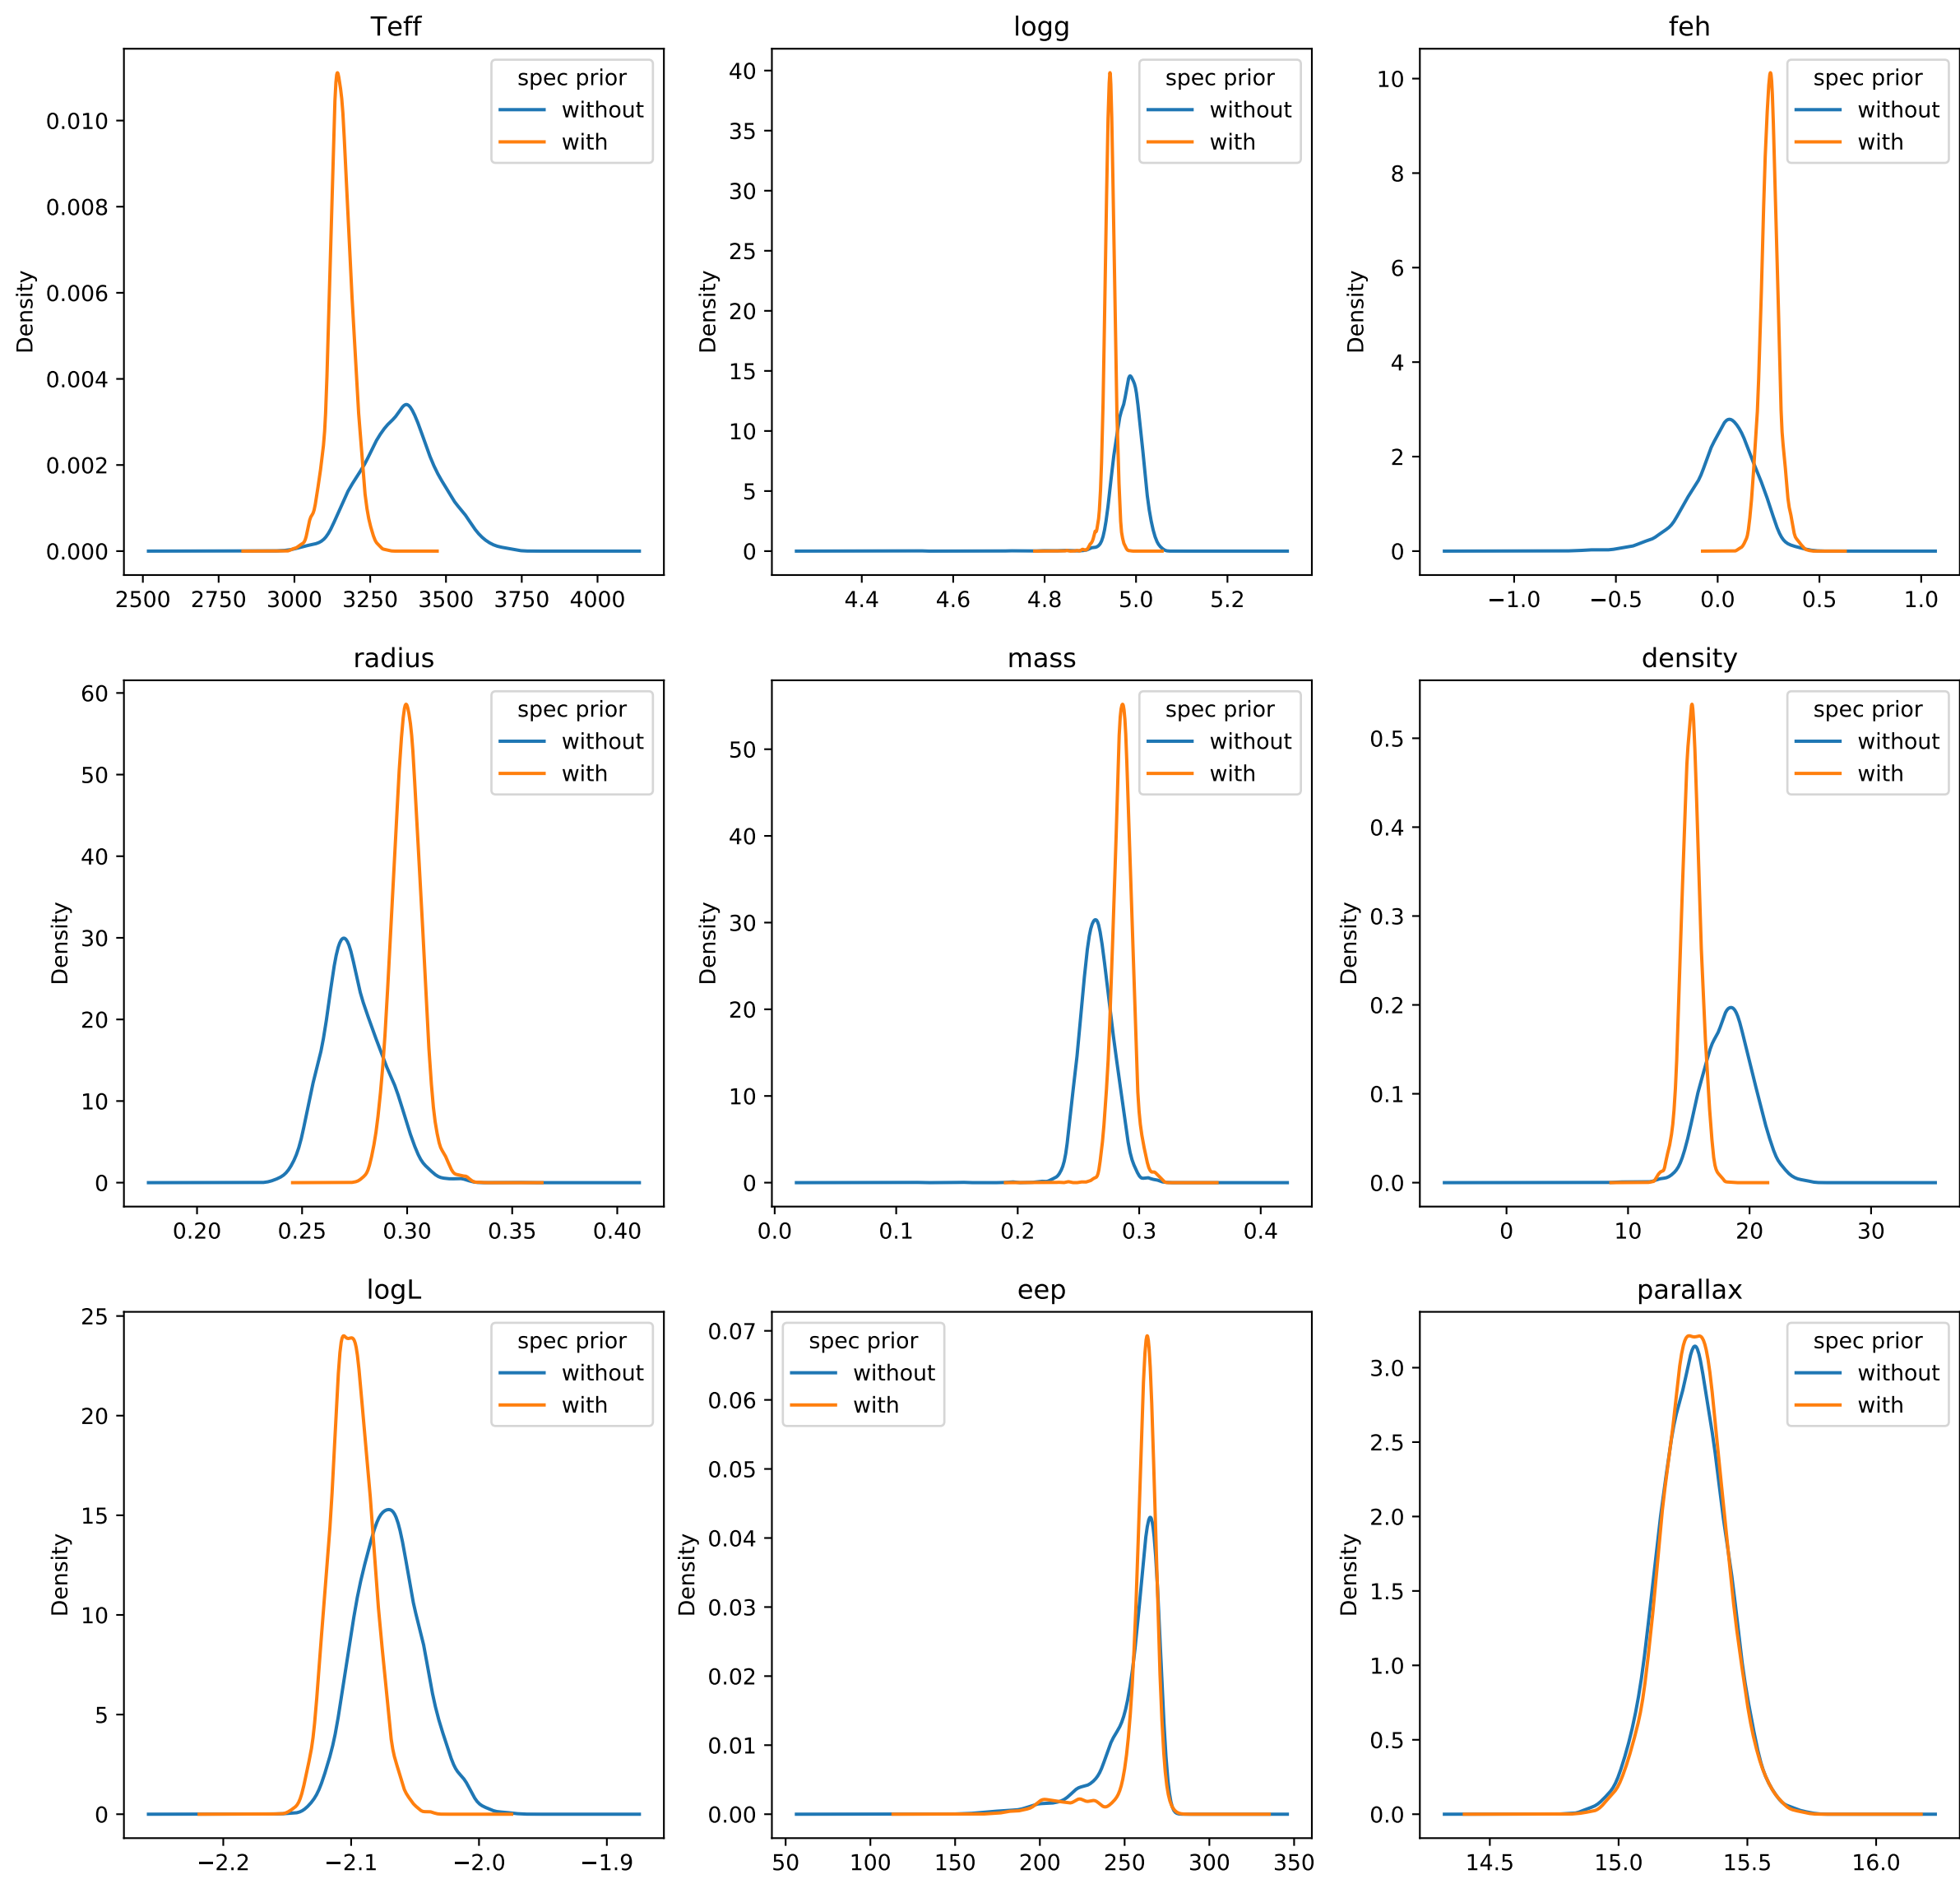 Teff
Density
0.010
0.008
0.006
0.004
0.002
0.000
2500 2750 3000 3250 3500 3750 4000
spec prior
without
with
logg
Density
40
35
30
25
20
15
10
5
0
4.4 4.6 4.8 5.0 5.2
spec prior
without
with
feh
Density
10
8
6
4
2
0
−1.0 −0.5 0.0 0.5 1.0
spec prior
without
with
radius
Density
60
50
40
30
20
10
0
0.20 0.25 0.30 0.35 0.40
spec prior
without
with
mass
Density
50
40
30
20
10
0
0.0 0.1 0.2 0.3 0.4
spec prior
without
with
density
Density
0.5
0.4
0.3
0.2
0.1
0.0
0 10 20 30
spec prior
without
with
logL
Density
25
20
15
10
5
0
−2.2 −2.1 −2.0 −1.9
spec prior
without
with
eep
Density
0.07
0.06
0.05
0.04
0.03
0.02
0.01
0.00
50 100 150 200 250 300 350
spec prior
without
with
parallax
Density
3.0
2.5
2.0
1.5
1.0
0.5
0.0
14.5 15.0 15.5 16.0
spec prior
without
with